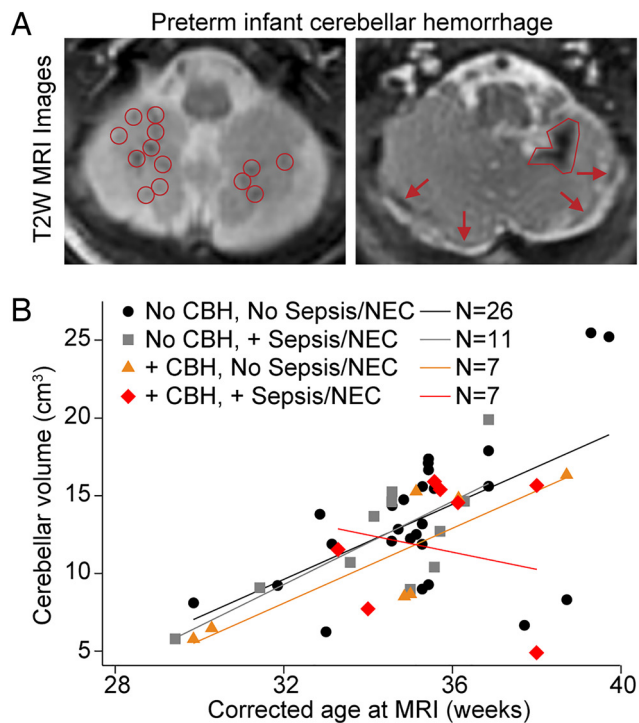 A
Preterm infant cerebellar hemorrhage
T2W MRI Images
B
No CBH, No Sepsis/NEC N=26
No CBH, + Sepsis/NEC N=11
+ CBH, No Sepsis/NEC N=7
+ CBH, + Sepsis/NEC N=7
Cerebellar volume (cm³)
25
20
15
10
5
28 32 36 40
Corrected age at MRI (weeks)